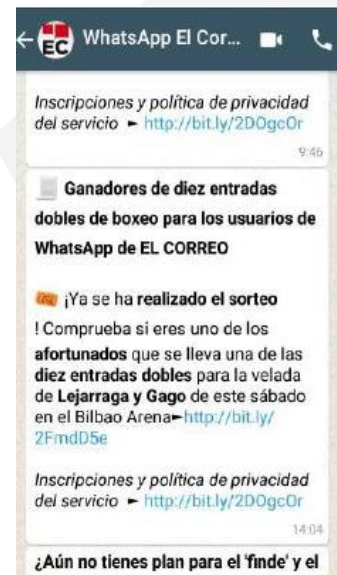 EC WhatsApp El Cor...
Inscripciones y política de privacidad
del servicio ► http://bit.ly/2DOgcOr
9:46
Ganadores de diez entradas
dobles de boxeo para los usuarios de
WhatsApp de EL CORREO
¡Ya se ha realizado el sorteo
! Comprueba si eres uno de los
afortunados que se lleva una de las
diez entradas dobles para la velada
de Lejarraga y Gago de este sábado
en el Bilbao Arena►http://bit.ly/
2FmdD5e
Inscripciones y política de privacidad
del servicio ► http://bit.ly/2DOgcOr
14:04
¿Aún no tienes plan para el 'finde' y el